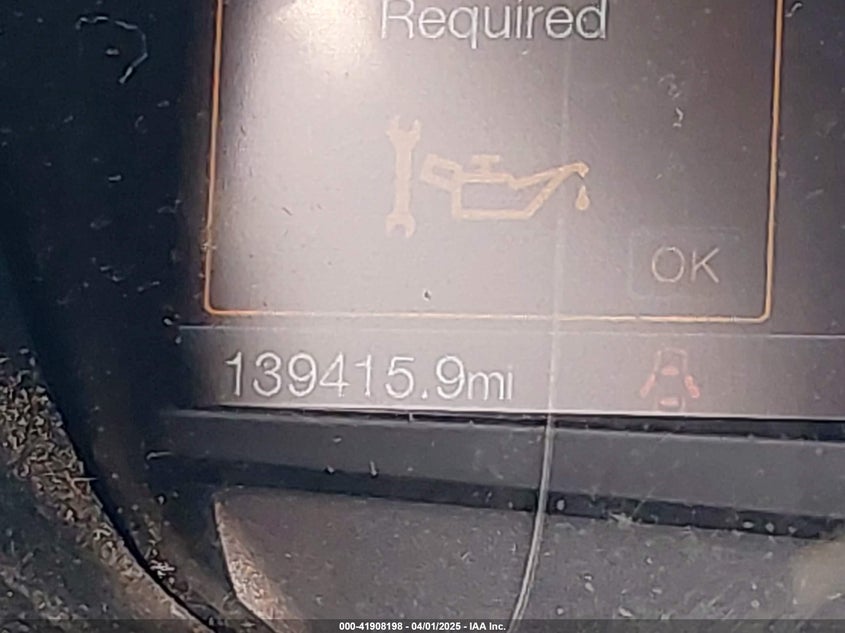 Required
OK
139415.9mi
000-41908198 - 04/01/2025 - IAA Inc.